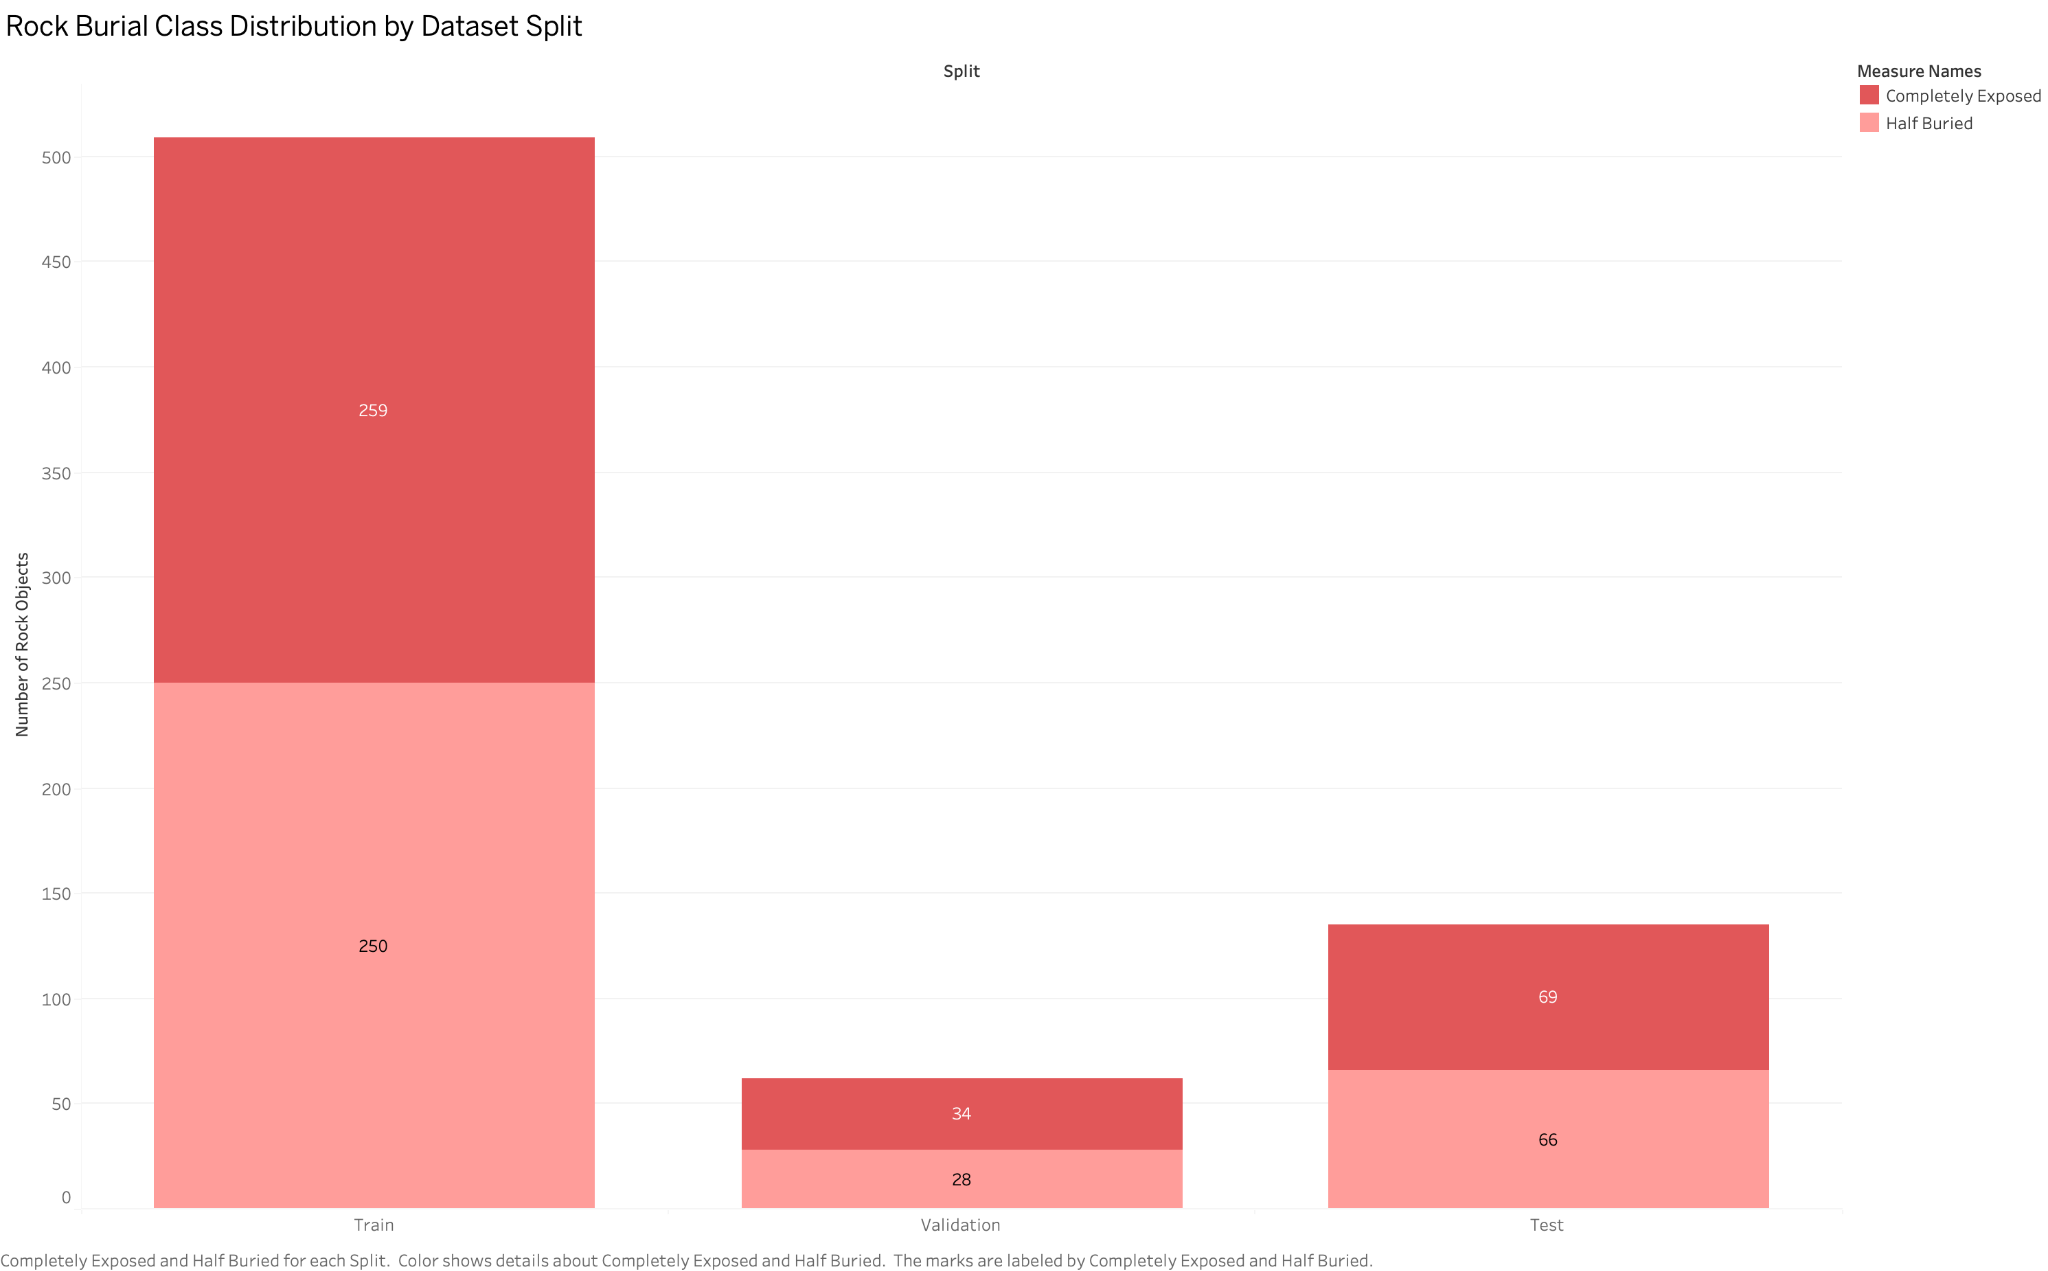 Rock Burial Class Distribution by Dataset Split
Split
Measure Names
Completely Exposed
Half Buried
Number of Rock Objects
500
450
400
350
300
250
200
150
100
50
0
259
250
34
28
69
66
Train
Validation
Test
Completely Exposed and Half Buried for each Split.  Color shows details about Completely Exposed and Half Buried.  The marks are labeled by Completely Exposed and Half Buried.